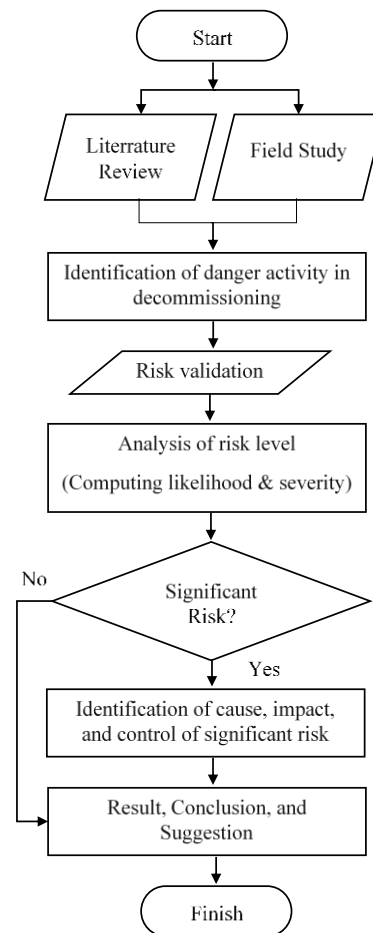 Start
Literrature
Review
Field Study
Identification of danger activity in
decommissioning
Risk validation
Analysis of risk level
(Computing likelihood & severity)
No
Significant
Risk?
Yes
Identification of cause, impact,
and control of significant risk
Result, Conclusion, and
Suggestion
Finish